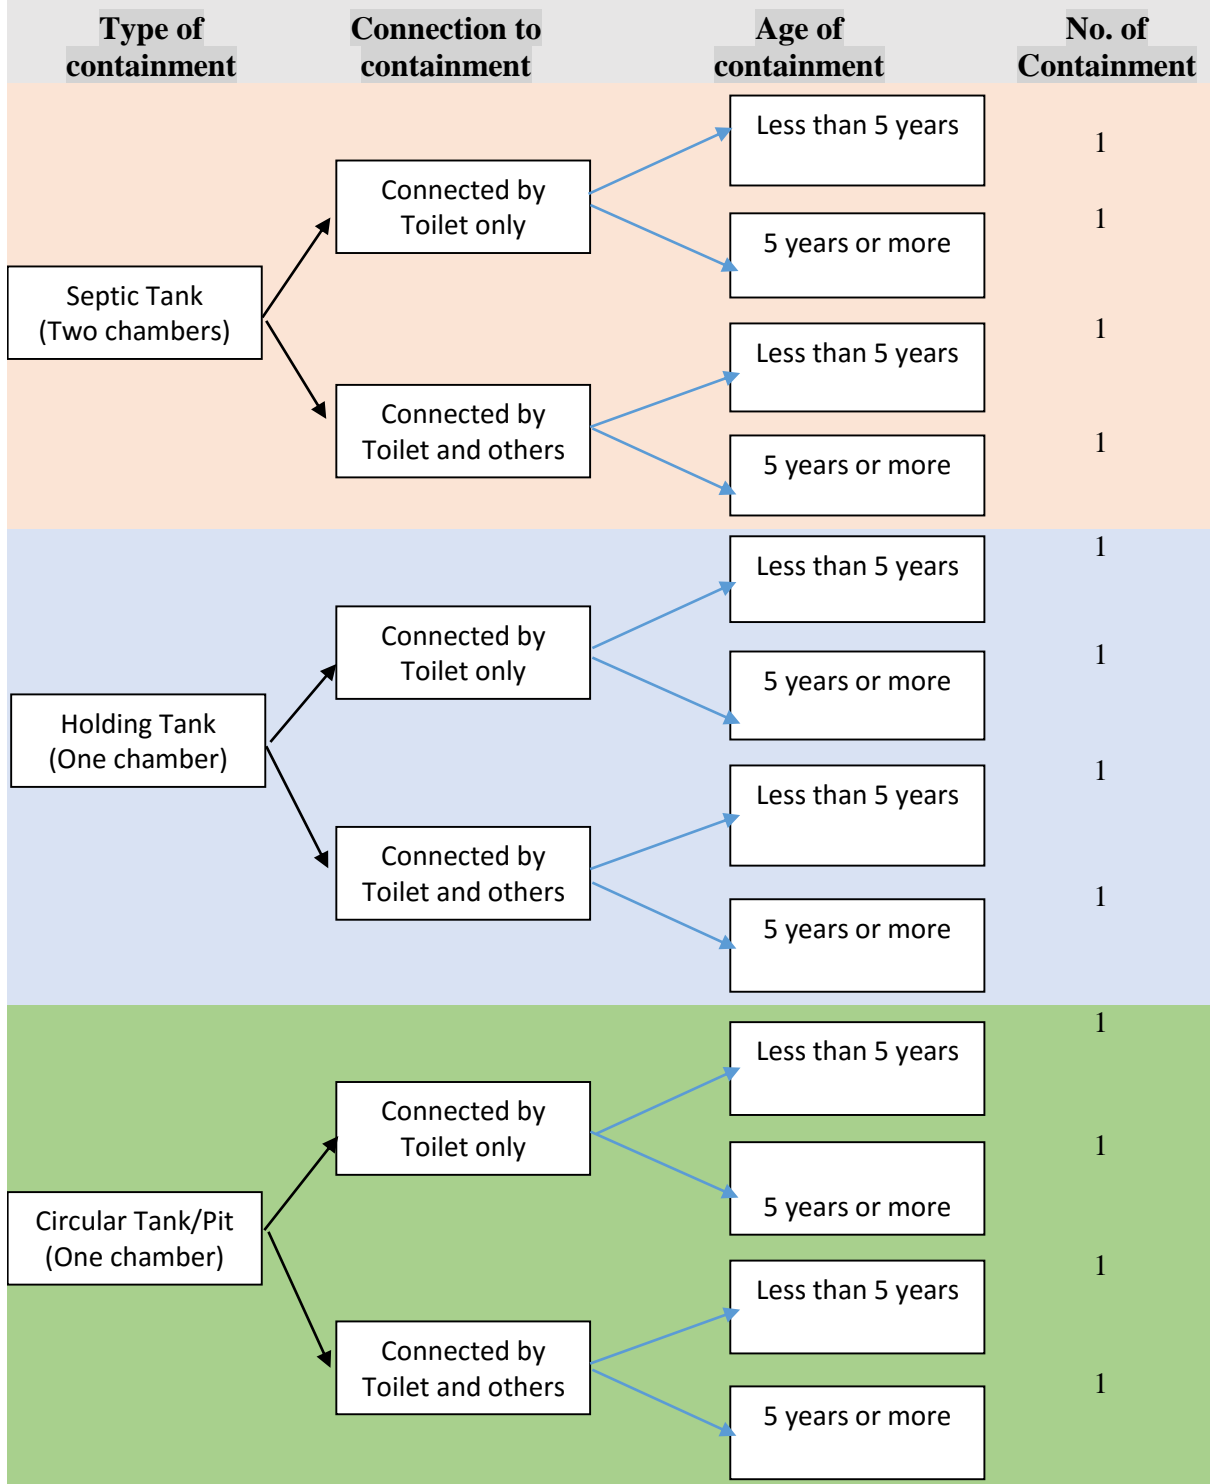 Type of containment
Connection to containment
Age of containment
No. of Containment
Septic Tank
(Two chambers)
Connected by
Toilet only
Less than 5 years
1
5 years or more
1
Connected by
Toilet and others
Less than 5 years
1
5 years or more
1
Holding Tank
(One chamber)
Connected by
Toilet only
Less than 5 years
1
5 years or more
1
Connected by
Toilet and others
Less than 5 years
1
5 years or more
1
Circular Tank/Pit
(One chamber)
Connected by
Toilet only
Less than 5 years
1
5 years or more
1
Connected by
Toilet and others
Less than 5 years
1
5 years or more
1